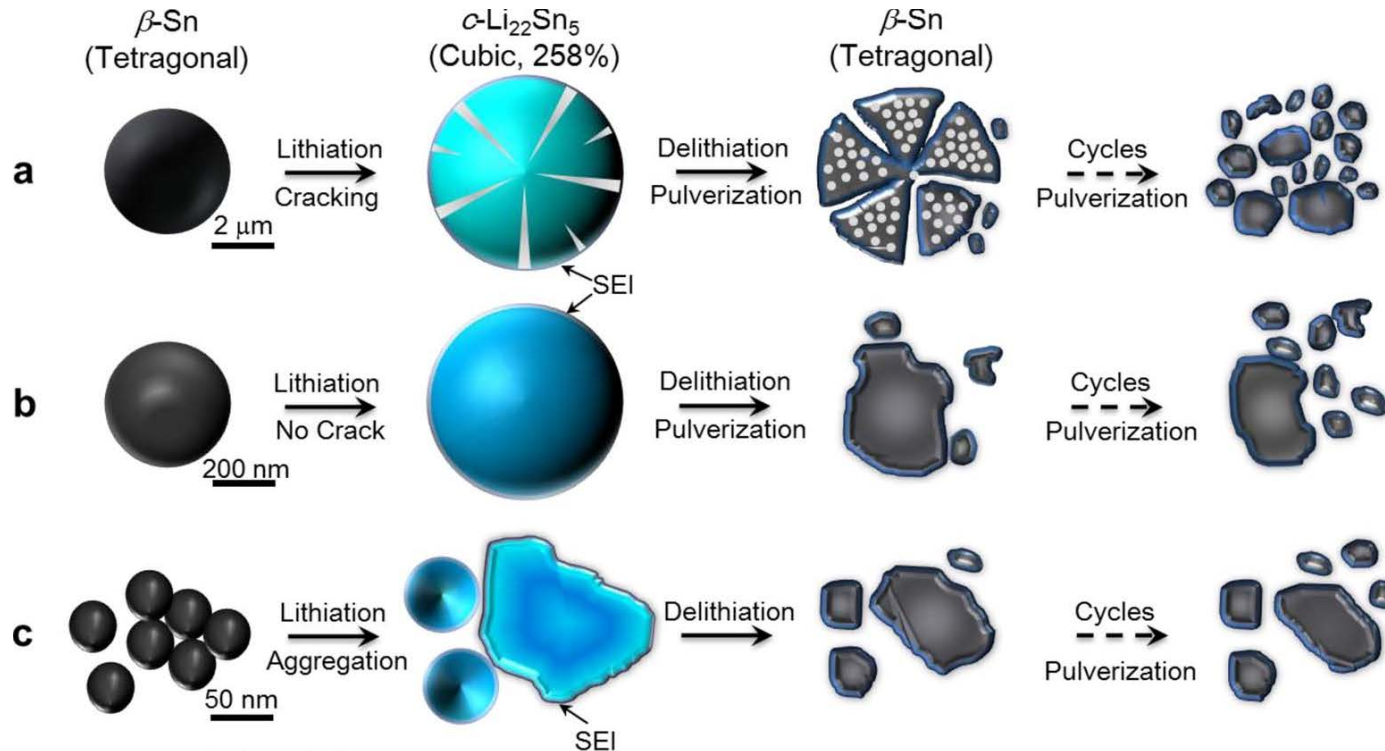 β-Sn
(Tetragonal)
c-Li22Sn5
(Cubic, 258%)
β-Sn
(Tetragonal)
a
2 μm
Lithiation
Cracking
Delithiation
Pulverization
Cycles
Pulverization
SEI
b
200 nm
Lithiation
No Crack
Delithiation
Pulverization
Cycles
Pulverization
c
50 nm
Lithiation
Aggregation
SEI
Delithiation
Cycles
Pulverization